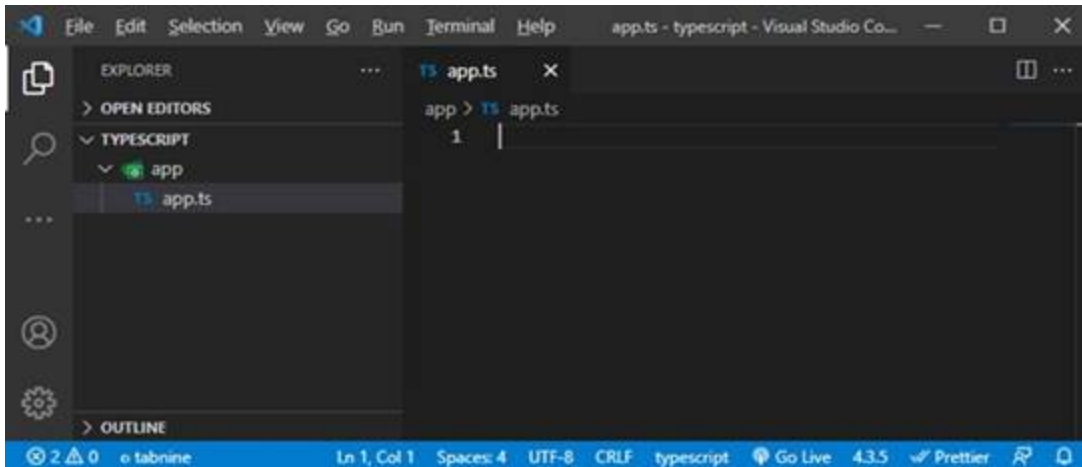 File Edit Selection View Go Run Terminal Help app.ts - typescript - Visual Studio Co...
EXPLORER
TS app.ts
> OPEN EDITORS
app > TS app.ts
TYPESCRIPT
1
app
TS app.ts
> OUTLINE
2 0 tabnine Ln 1, Col 1 Spaces: 4 UTF-8 CRLF typescript Go Live 4.3.5 Prettier